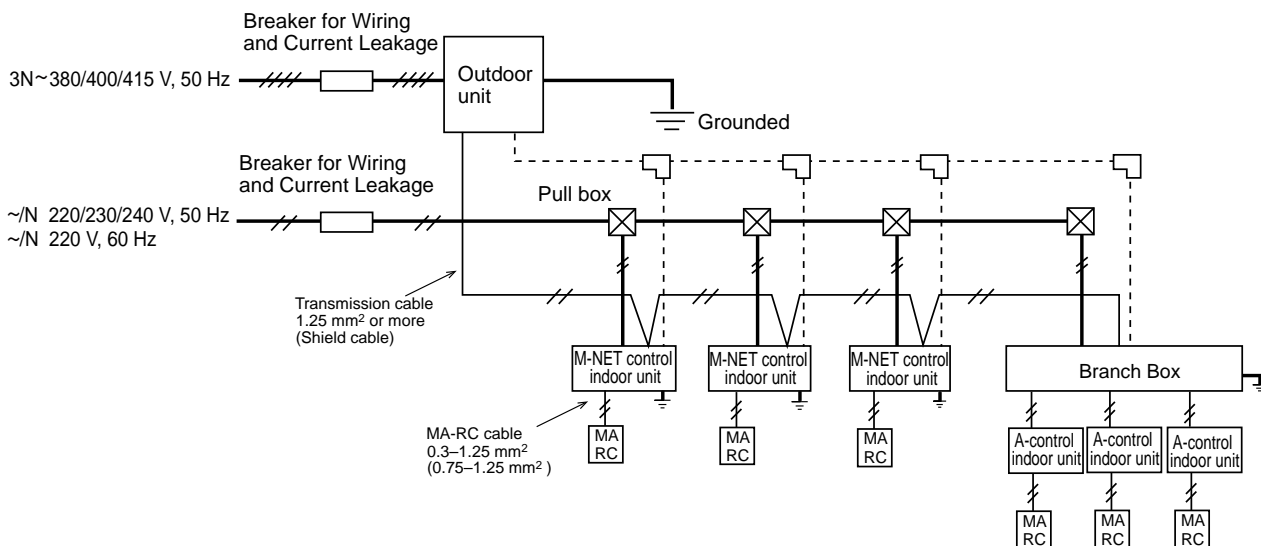 Breaker for Wiring
and Current Leakage
3N~380/400/415 V, 50 Hz
Outdoor
unit
Grounded
Breaker for Wiring
and Current Leakage
Pull box
~/N 220/230/240 V, 50 Hz
~/N 220 V, 60 Hz
Transmission cable
1.25 mm² or more
(Shield cable)
M-NET control
indoor unit
M-NET control
indoor unit
M-NET control
indoor unit
Branch Box
MA-RC cable
0.3–1.25 mm²
(0.75–1.25 mm² )
MA
RC
MA
RC
MA
RC
A-control
indoor unit
A-control
indoor unit
A-control
indoor unit
MA
RC
MA
RC
MA
RC